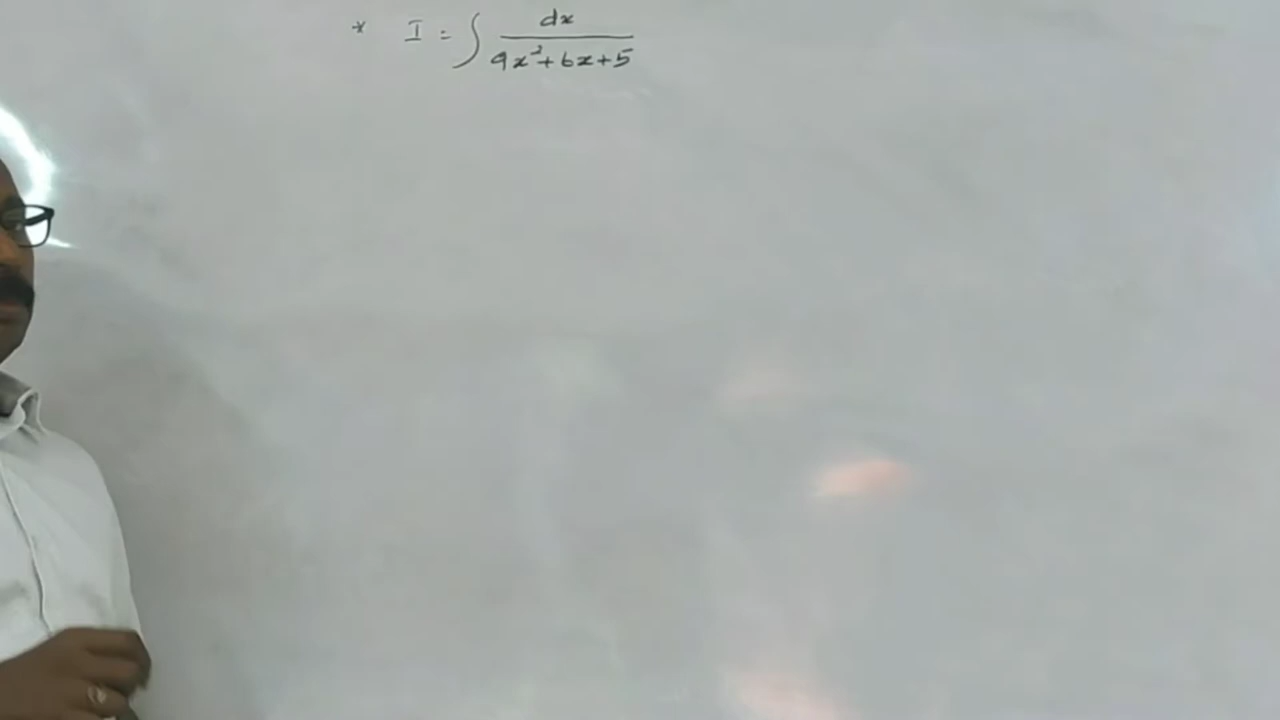 * I = ∫ dx / (9x²+6x+5)